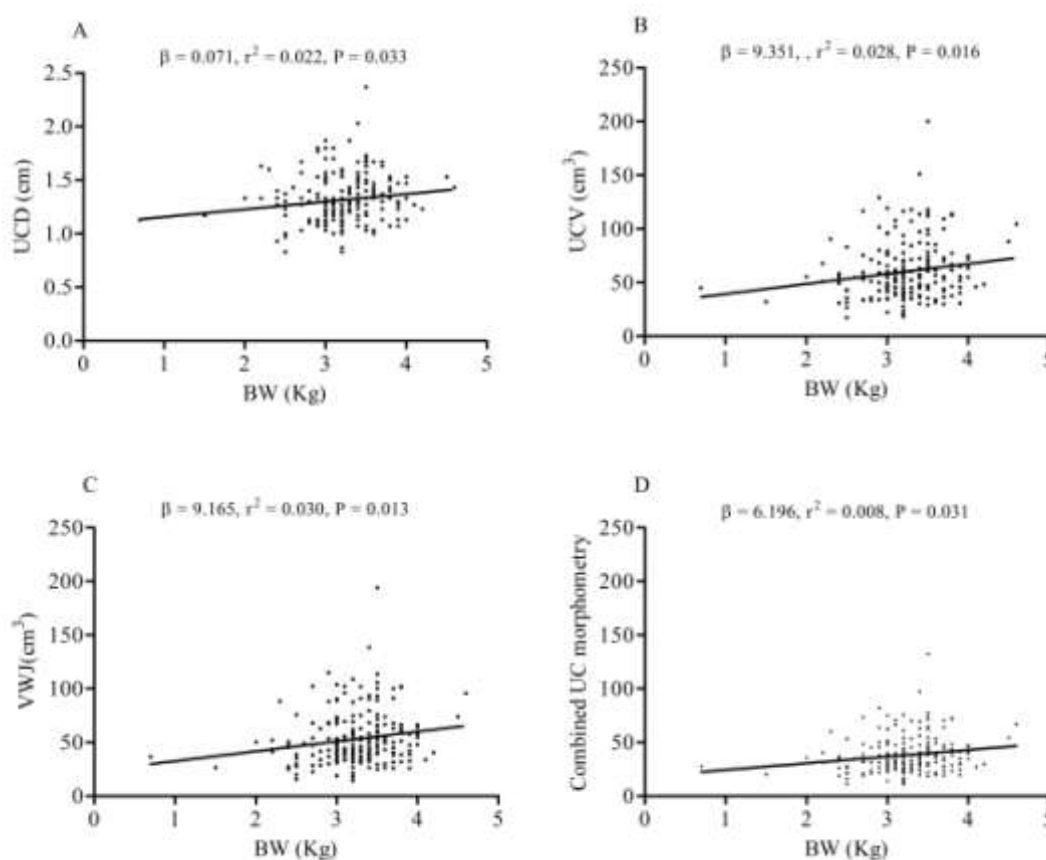 A
β = 0.071, r² = 0.022, P = 0.033
2.5
2.0
1.5
1.0
0.5
0.0
UCD (cm)
0 1 2 3 4 5
BW (Kg)
B
β = 9.351, , r² = 0.028, P = 0.016
250
200
150
100
50
0
UCV (cm³)
0 1 2 3 4 5
BW (Kg)
C
β = 9.165, r² = 0.030, P = 0.013
250
200
150
100
50
0
VWJ(cm³)
0 1 2 3 4 5
BW (Kg)
D
β = 6.196, r² = 0.008, P = 0.031
250
200
150
100
50
0
Combined UC morphometry
0 1 2 3 4 5
BW (Kg)